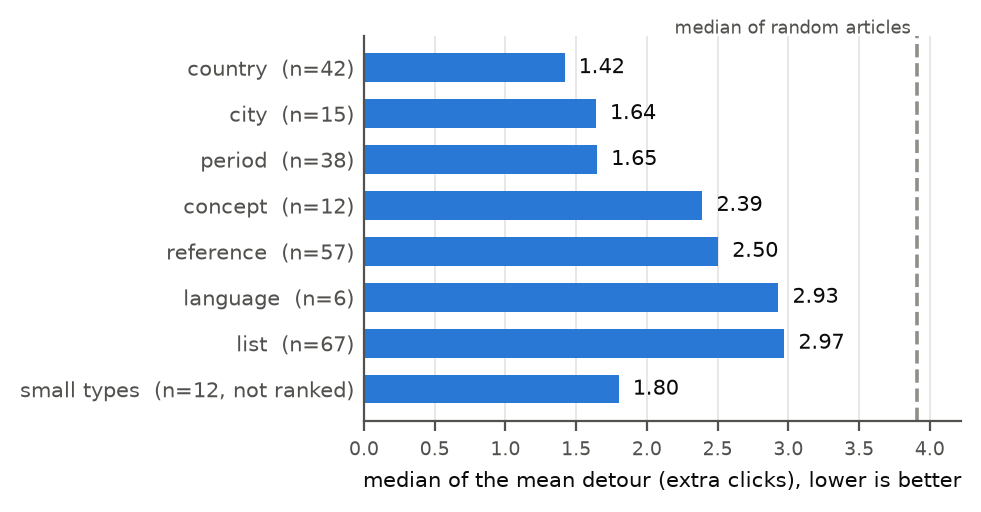 median of random articles
country (n=42) 1.42
city (n=15) 1.64
period (n=38) 1.65
concept (n=12) 2.39
reference (n=57) 2.50
language (n=6) 2.93
list (n=67) 2.97
small types (n=12, not ranked) 1.80
0.0 0.5 1.0 1.5 2.0 2.5 3.0 3.5 4.0
median of the mean detour (extra clicks), lower is better